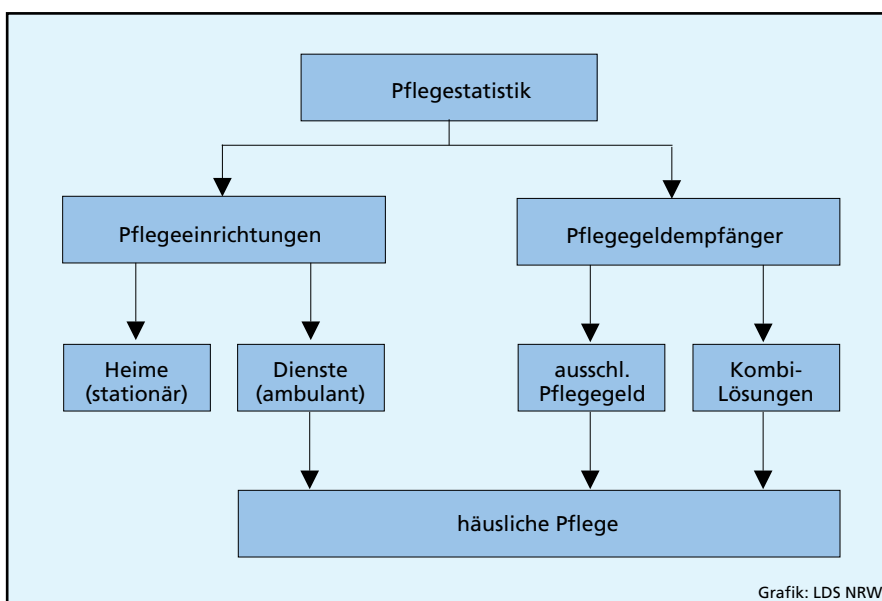 Pflegestatistik
Pflegeeinrichtungen
Pflegegeldempfänger
Heime
(stationär)
Dienste
(ambulant)
ausschl.
Pflegegeld
Kombi-
Lösungen
häusliche Pflege
Grafik: LDS NRW